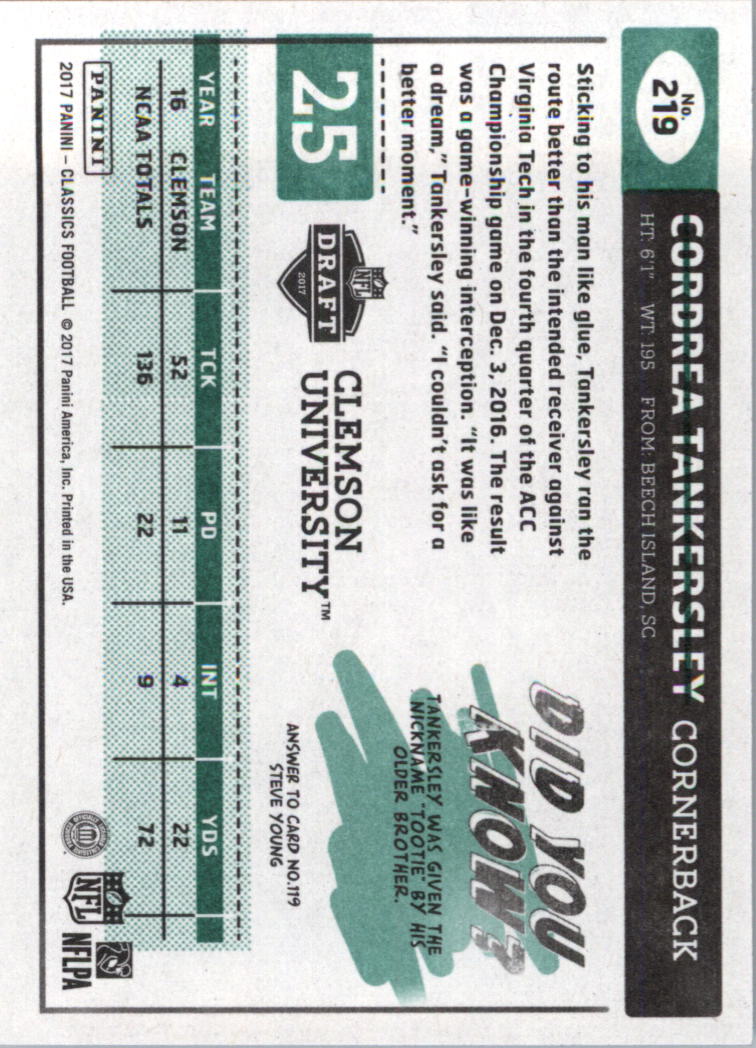 No.
219
CORDREA TANKERSLEY CORNERBACK
HT: 6'1" WT: 195 FROM: BEECH ISLAND, SC
Sticking to his man like glue, Tankersley ran the
route better than the intended receiver against
Virginia Tech in the fourth quarter of the ACC
Championship game on Dec. 3, 2016. The result
was a game-winning interception. "It was like
a dream," Tankersley said. "I couldn't ask for a
better moment."
DID YOU
KNOW?
TANKERSLEY WAS GIVEN THE
NICKNAME "TOOTIE" BY HIS
OLDER BROTHER.
25
NFL
DRAFT
2017
CLEMSON
UNIVERSITY™
ANSWER TO CARD NO.119
STEVE YOUNG
YEAR TEAM TCK PD INT YDS
16 CLEMSON 52 11 4 22
NCAA TOTALS 136 22 9 72
PANINI
2017 PANINI – CLASSICS FOOTBALL © 2017 Panini America, Inc. Printed in the USA.
NFL
NFLPA